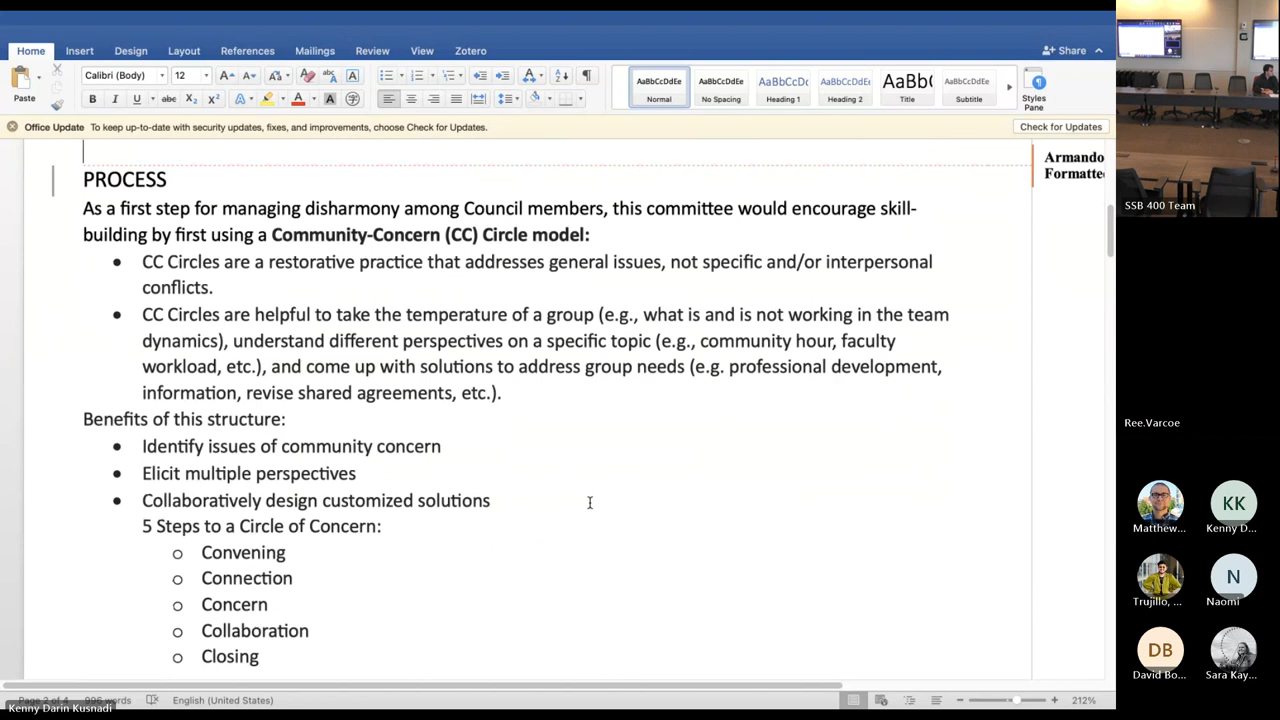 Home Insert Design Layout References Mailings Review View Zotero Share
Paste
Calibri (Body) 12
AaBbCcDdEe AaBbCcDdEe AaBbCcDc AaBbCcDdEe AaBb( AaBbCcDdEe
Normal No Spacing Heading 1 Heading 2 Title Subtitle
Styles Pane
Office Update To keep up-to-date with security updates, fixes, and improvements, choose Check for Updates.
Check for Updates
Armando
Formatte
PROCESS
As a first step for managing disharmony among Council members, this committee would encourage skill-
building by first using a Community-Concern (CC) Circle model:
• CC Circles are a restorative practice that addresses general issues, not specific and/or interpersonal
conflicts.
• CC Circles are helpful to take the temperature of a group (e.g., what is and is not working in the team
dynamics), understand different perspectives on a specific topic (e.g., community hour, faculty
workload, etc.), and come up with solutions to address group needs (e.g. professional development,
information, revise shared agreements, etc.).
Benefits of this structure:
• Identify issues of community concern
• Elicit multiple perspectives
• Collaboratively design customized solutions
5 Steps to a Circle of Concern:
o Convening
o Connection
o Concern
o Collaboration
o Closing
Page 2 of 4 996 words English (United States) 212%
Kenny Darin Kusnadi
SSB 400 Team
Ree.Varcoe
KK
Matthew... Kenny D...
N
Trujillo, ... Naomi
DB
David Bo... Sara Kay...